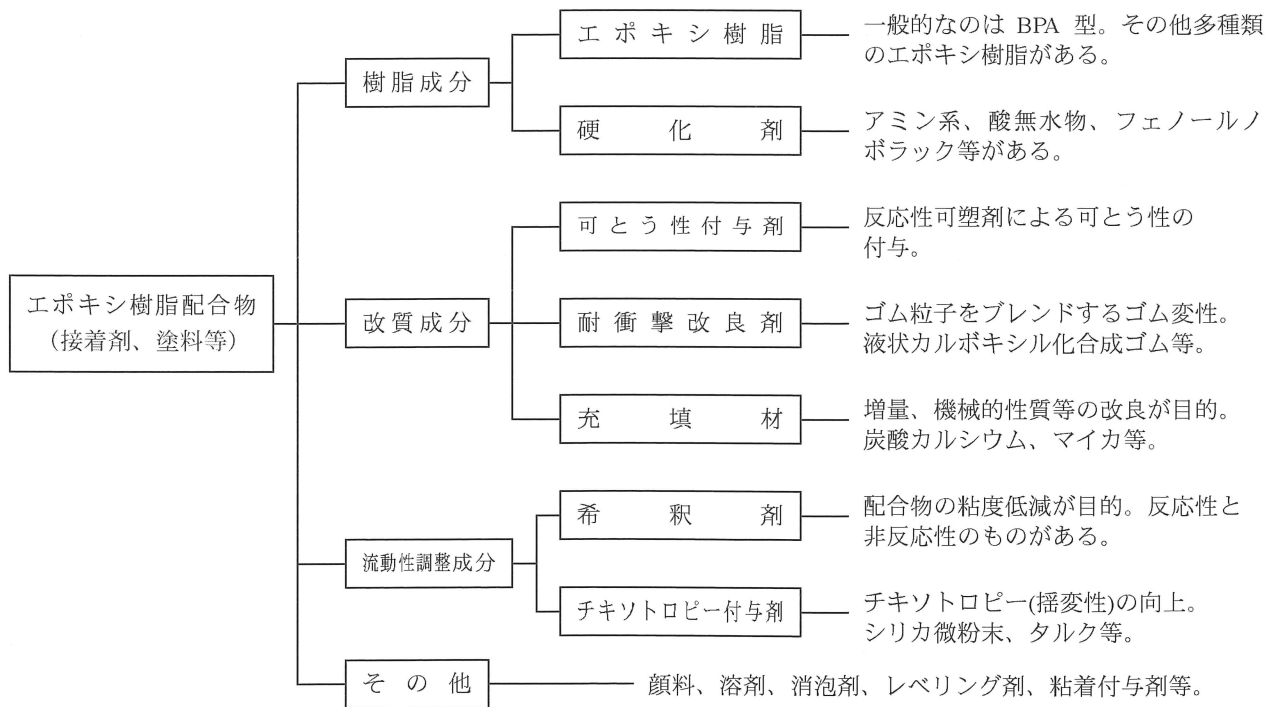 エポキシ樹脂配合物
(接着剤、塗料等)
樹脂成分
エポキシ樹脂
一般的なのは BPA 型。その他多種類
のエポキシ樹脂がある。
硬化剤
アミン系、酸無水物、フェノールノ
ボラック等がある。
改質成分
可とう性付与剤
反応性可塑剤による可とう性の
付与。
耐衝撃改良剤
ゴム粒子をブレンドするゴム変性。
液状カルボキシル化合成ゴム等。
充填材
増量、機械的性質等の改良が目的。
炭酸カルシウム、マイカ等。
流動性調整成分
希釈剤
配合物の粘度低減が目的。反応性と
非反応性のものがある。
チキソトロピー付与剤
チキソトロピー(揺変性)の向上。
シリカ微粉末、タルク等。
その他
顔料、溶剤、消泡剤、レベリング剤、粘着付与剤等。